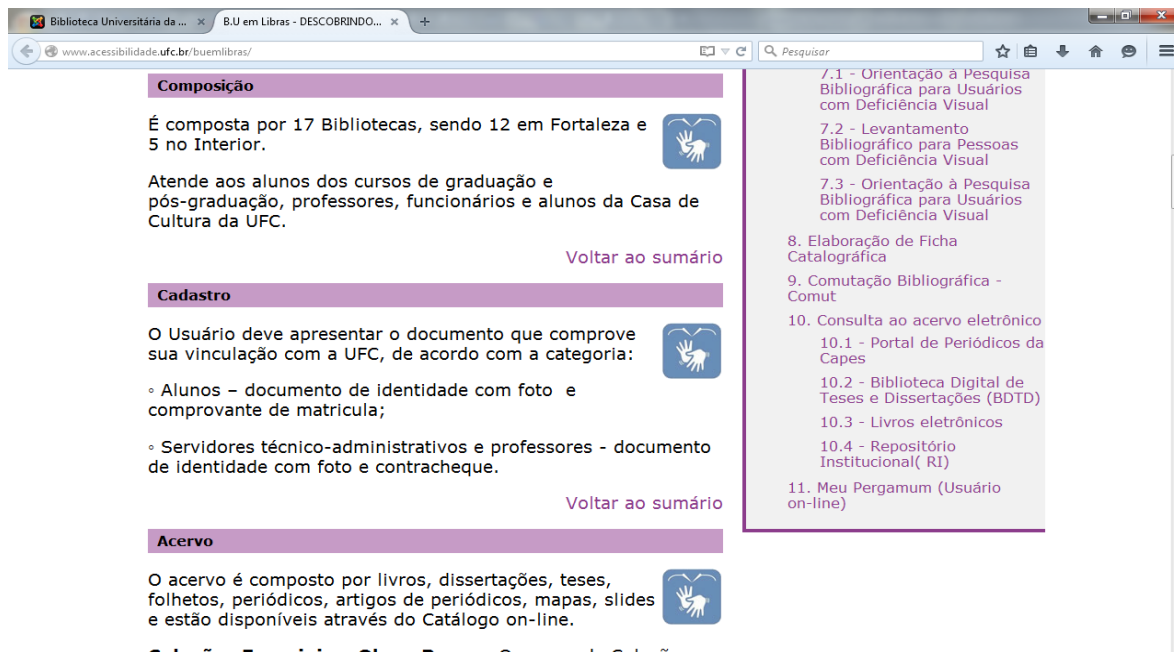 Biblioteca Universitária da ...
B.U em Libras - DESCOBRINDO...
www.acessibilidade.ufc.br/buemlibras/
Pesquisar
Composição
É composta por 17 Bibliotecas, sendo 12 em Fortaleza e
5 no Interior.
Atende aos alunos dos cursos de graduação e
pós-graduação, professores, funcionários e alunos da Casa de
Cultura da UFC.
Voltar ao sumário
Cadastro
O Usuário deve apresentar o documento que comprove
sua vinculação com a UFC, de acordo com a categoria:
◦ Alunos – documento de identidade com foto e
comprovante de matricula;
◦ Servidores técnico-administrativos e professores - documento
de identidade com foto e contracheque.
Voltar ao sumário
Acervo
O acervo é composto por livros, dissertações, teses,
folhetos, periódicos, artigos de periódicos, mapas, slides
e estão disponíveis através do Catálogo on-line.
7.1 - Orientação à Pesquisa
Bibliográfica para Usuários
com Deficiência Visual
7.2 - Levantamento
Bibliográfico para Pessoas
com Deficiência Visual
7.3 - Orientação à Pesquisa
Bibliográfica para Usuários
com Deficiência Visual
8. Elaboração de Ficha
Catalográfica
9. Comutação Bibliográfica -
Comut
10. Consulta ao acervo eletrônico
10.1 - Portal de Periódicos da
Capes
10.2 - Biblioteca Digital de
Teses e Dissertações (BDTD)
10.3 - Livros eletrônicos
10.4 - Repositório
Institucional( RI)
11. Meu Pergamum (Usuário
on-line)